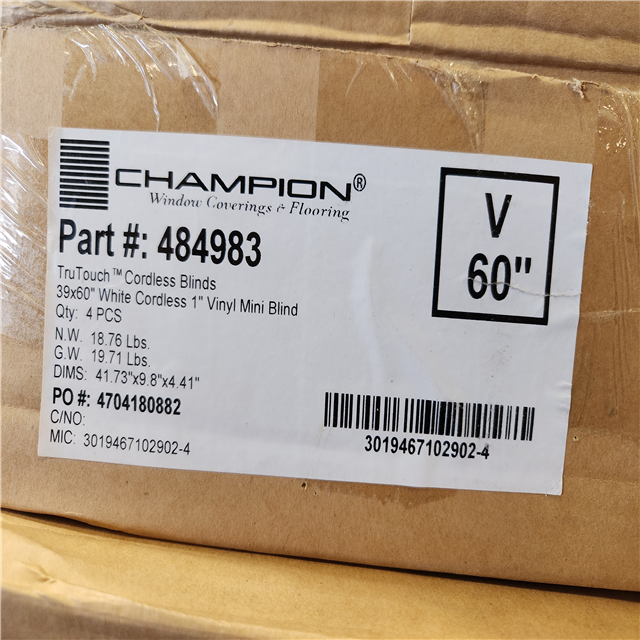 CHAMPION®
Window Coverings & Flooring
Part #: 484983
TruTouch™ Cordless Blinds
39x60" White Cordless 1" Vinyl Mini Blind
Qty: 4 PCS
N.W. 18.76 Lbs.
G.W. 19.71 Lbs.
DIMS: 41.73"x9.8"x4.41"
PO #: 4704180882
C/NO:
MIC: 3019467102902-4
V
60"
3019467102902-4